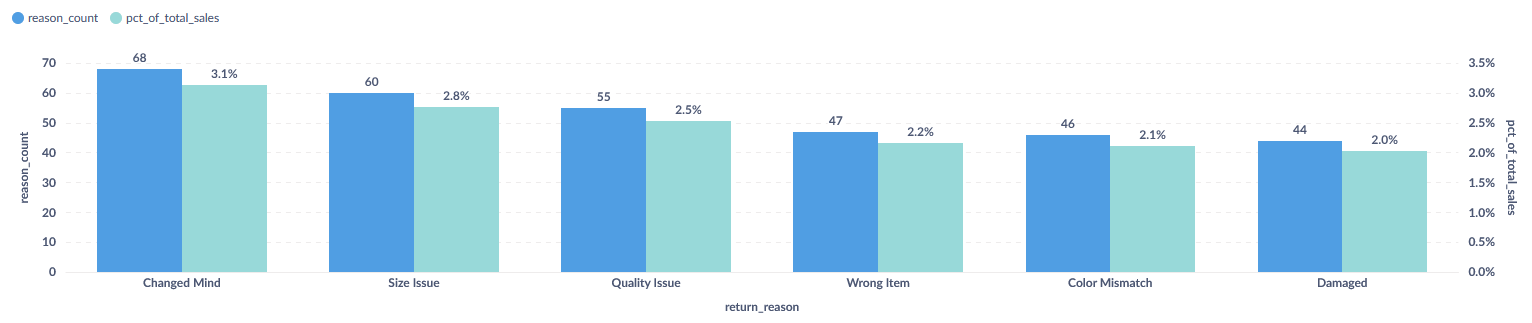 reason_count pct_of_total_sales
68 60 55 47 46 44
3.1% 2.8% 2.5% 2.2% 2.1% 2.0%
70
60
50
40
30
20
10
0
reason_count
3.5%
3.0%
2.5%
2.0%
1.5%
1.0%
0.5%
0.0%
pct_of_total_sales
Changed Mind Size Issue Quality Issue Wrong Item Color Mismatch Damaged
return_reason